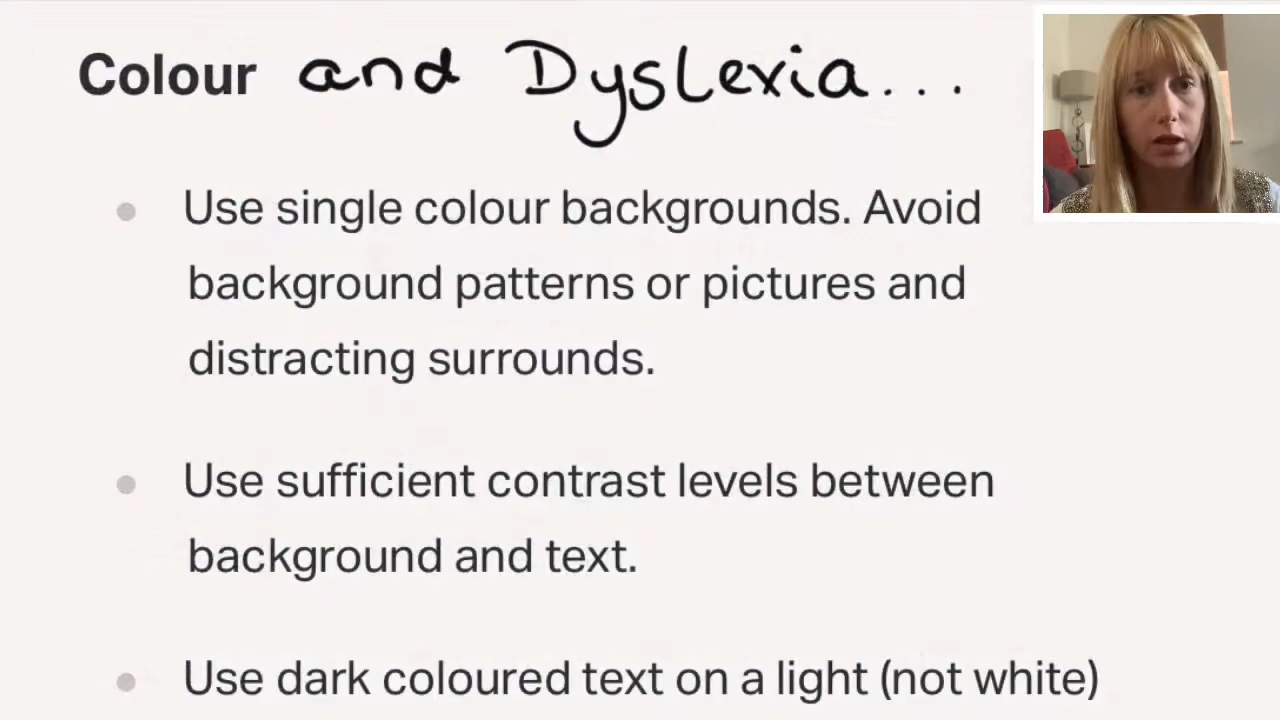 Colour and Dyslexia...
Use single colour backgrounds. Avoid
background patterns or pictures and
distracting surrounds.
Use sufficient contrast levels between
background and text.
Use dark coloured text on a light (not white)